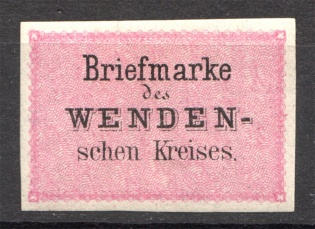 Briefmarke
des
WENDEN-
schen Kreises.